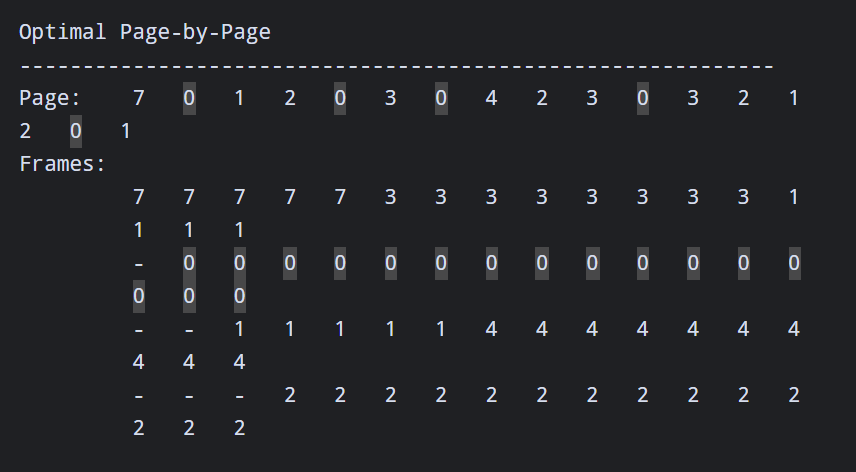 Optimal Page-by-Page
------------------------------------------------------------
Page:    7   0   1   2   0   3   0   4   2   3   0   3   2   1
2   0   1
Frames:
         7   7   7   7   7   3   3   3   3   3   3   3   3   1
         1   1   1
         -   0   0   0   0   0   0   0   0   0   0   0   0   0
         0   0   0
         -   -   1   1   1   1   1   4   4   4   4   4   4   4
         4   4   4
         -   -   -   2   2   2   2   2   2   2   2   2   2   2
         2   2   2